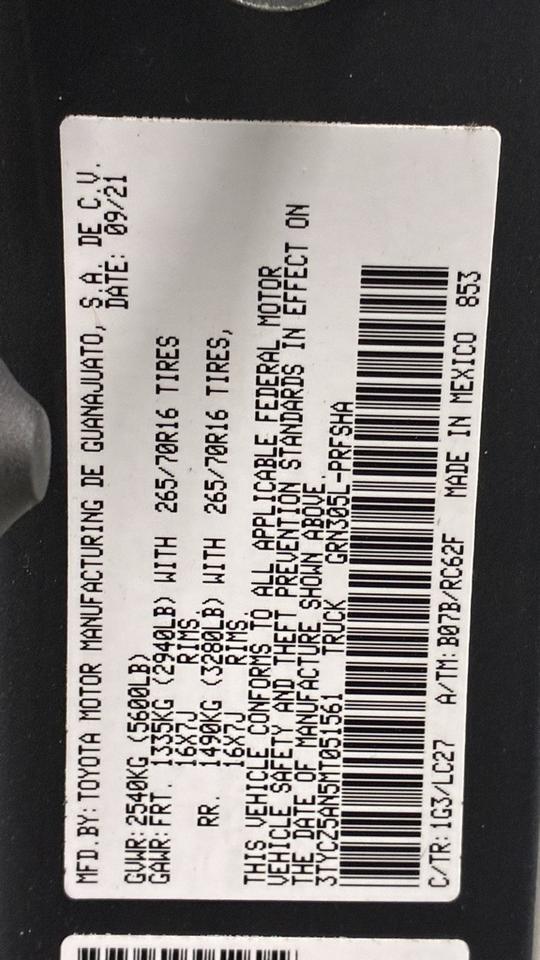 MFD. BY: TOYOTA MOTOR MANUFACTURING DE GUANAJUATO, S.A. DE C.V.
DATE: 09/21
GVWR: 2540KG (5600LB)
GAWR: FRT. 1335KG (2940LB) WITH 265/70R16 TIRES
16X7J RIMS,
RR. 1490KG (3280LB) WITH 265/70R16 TIRES,
16X7J RIMS.
THIS VEHICLE CONFORMS TO ALL APPLICABLE FEDERAL MOTOR
VEHICLE SAFETY AND THEFT PREVENTION STANDARDS IN EFFECT ON
THE DATE OF MANUFACTURE SHOWN ABOVE.
3TYCZ5AN5MT051561 TRUCK GRN305L-PRFSHA
C/TR: 1G3/LC27 A/TM: B07B/RC62F MADE IN MEXICO 853